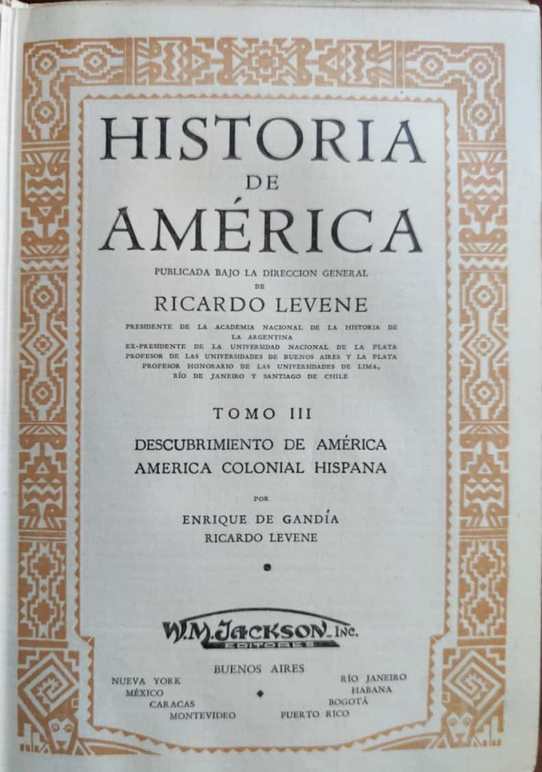 HISTORIA
DE
AMÉRICA
PUBLICADA BAJO LA DIRECCION GENERAL
DE
RICARDO LEVENE
PRESIDENTE DE LA ACADEMIA NACIONAL DE LA HISTORIA DE
LA ARGENTINA
EX-PRESIDENTE DE LA UNIVERSIDAD NACIONAL DE LA PLATA
PROFESOR DE LAS UNIVERSIDADES DE BUENOS AIRES Y LA PLATA
PROFESOR HONORARIO DE LAS UNIVERSIDADES DE LIMA,
RÍO DE JANEIRO Y SANTIAGO DE CHILE
TOMO III
DESCUBRIMIENTO DE AMÉRICA
AMERICA COLONIAL HISPANA
POR
ENRIQUE DE GANDÍA
RICARDO LEVENE
W.M. JACKSON, INC.
EDITORES
BUENOS AIRES
NUEVA YORK
MÉXICO
CARACAS
MONTEVIDEO
RÍO JANEIRO
HABANA
BOGOTÁ
PUERTO RICO